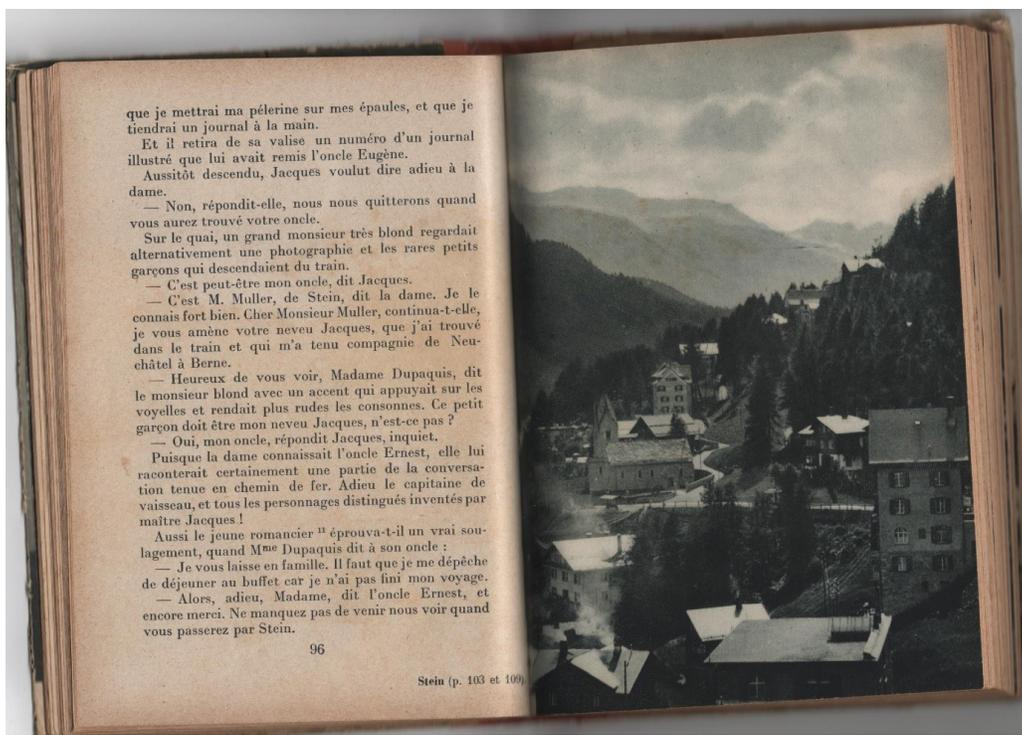 que je mettrai ma pélerine sur mes épaules, et que je
tiendrai un journal à la main.
Et il retira de sa valise un numéro d'un journal
illustré que lui avait remis l'oncle Eugène.
Aussitôt descendu, Jacques voulut dire adieu à la
dame.
— Non, répondit-elle, nous nous quitterons quand
vous aurez trouvé votre oncle.
Sur le quai, un grand monsieur très blond regardait
alternativement une photographie et les rares petits
garçons qui descendaient du train.
— C'est peut-être mon oncle, dit Jacques.
— C'est M. Muller, de Stein, dit la dame. Je le
connais fort bien. Cher Monsieur Muller, continua-t-elle,
je vous amène votre neveu Jacques, que j'ai trouvé
dans le train et qui m'a tenu compagnie de Neu-
châtel à Berne.
— Heureux de vous voir, Madame Dupaquis, dit
le monsieur blond avec un accent qui appuyait sur les
voyelles et rendait plus rudes les consonnes. Ce petit
garçon doit être mon neveu Jacques, n'est-ce pas ?
— Oui, mon oncle, répondit Jacques, inquiet.
Puisque la dame connaissait l'oncle Ernest, elle lui
raconterait certainement une partie de la conversa-
tion tenue en chemin de fer. Adieu le capitaine de
vaisseau, et tous les personnages distingués inventés par
maître Jacques !
Aussi le jeune romancier ¹¹ éprouva-t-il un vrai sou-
lagement, quand Mme Dupaquis dit à son oncle :
— Je vous laisse en famille. Il faut que je me dépêche
de déjeuner au buffet car je n'ai pas fini mon voyage.
— Alors, adieu, Madame, dit l'oncle Ernest, et
encore merci. Ne manquez pas de venir nous voir quand
vous passerez par Stein.
96
Stein (p. 103 et 109).